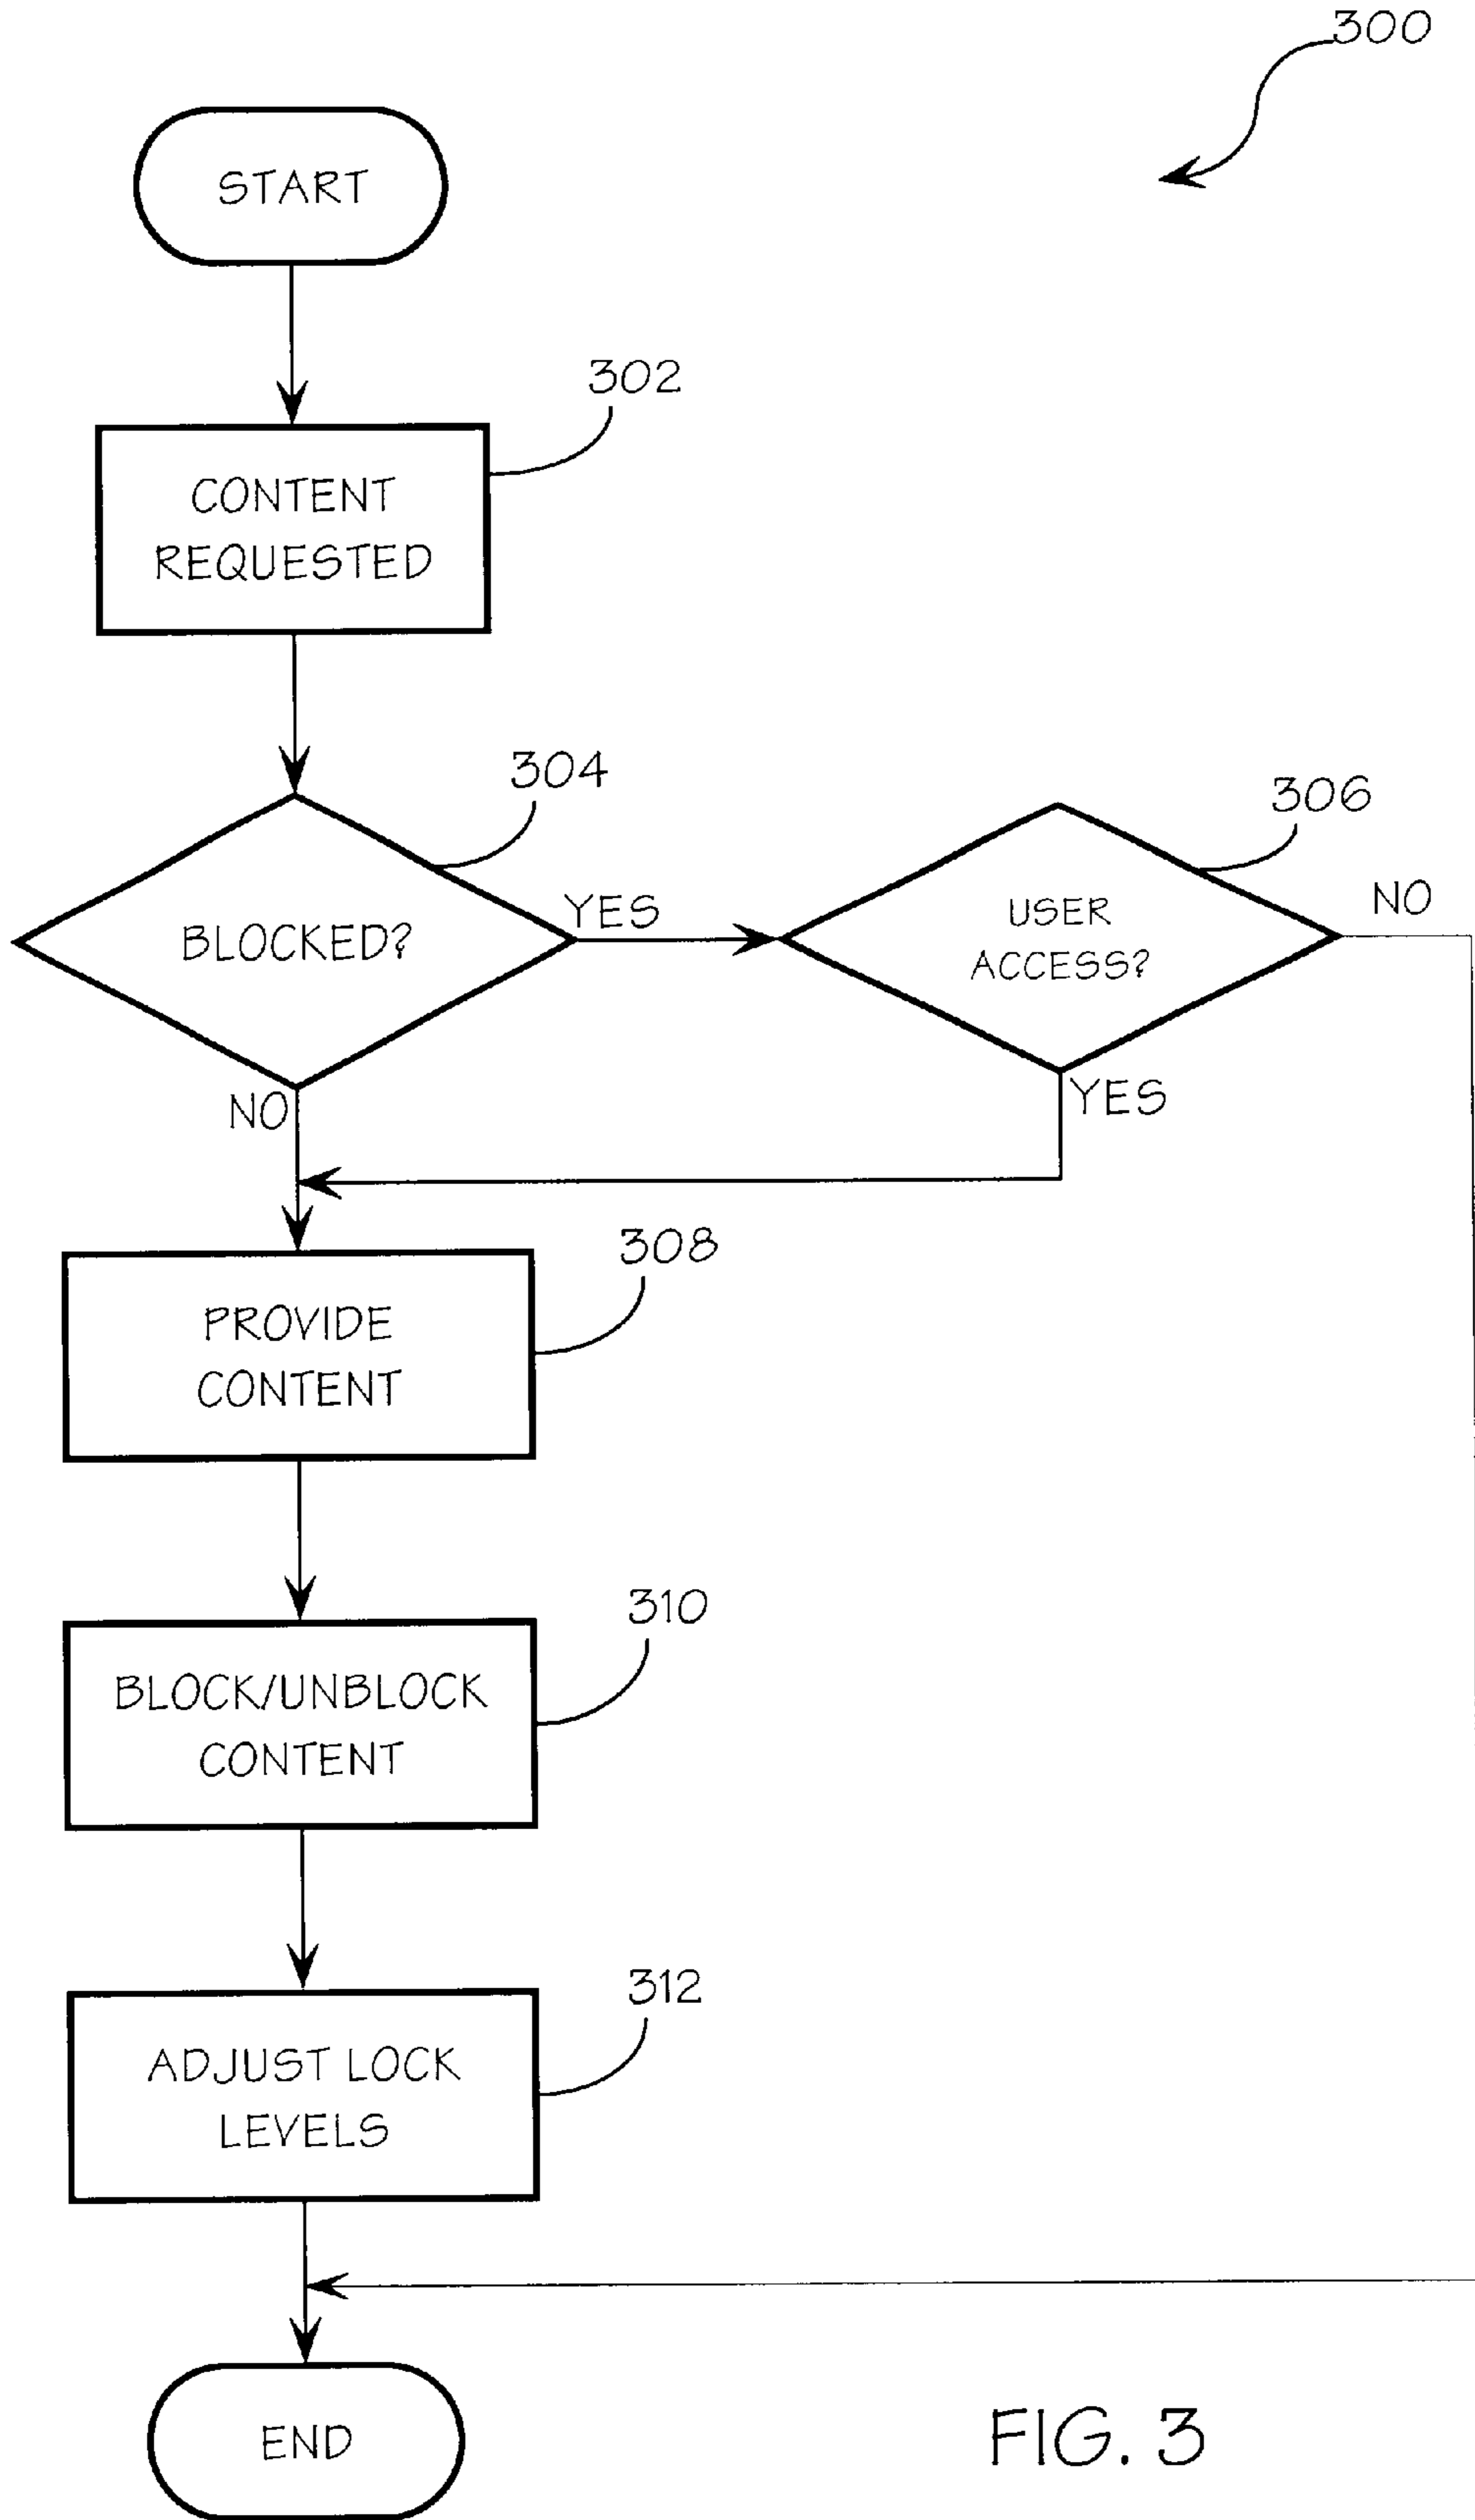 300
START
302
CONTENT
REQUESTED
304
306
BLOCKED?
YES
USER
ACCESS?
NO
NO
YES
308
PROVIDE
CONTENT
310
BLOCK/UNBLOCK
CONTENT
312
ADJUST LOCK
LEVELS
END
FIG. 3